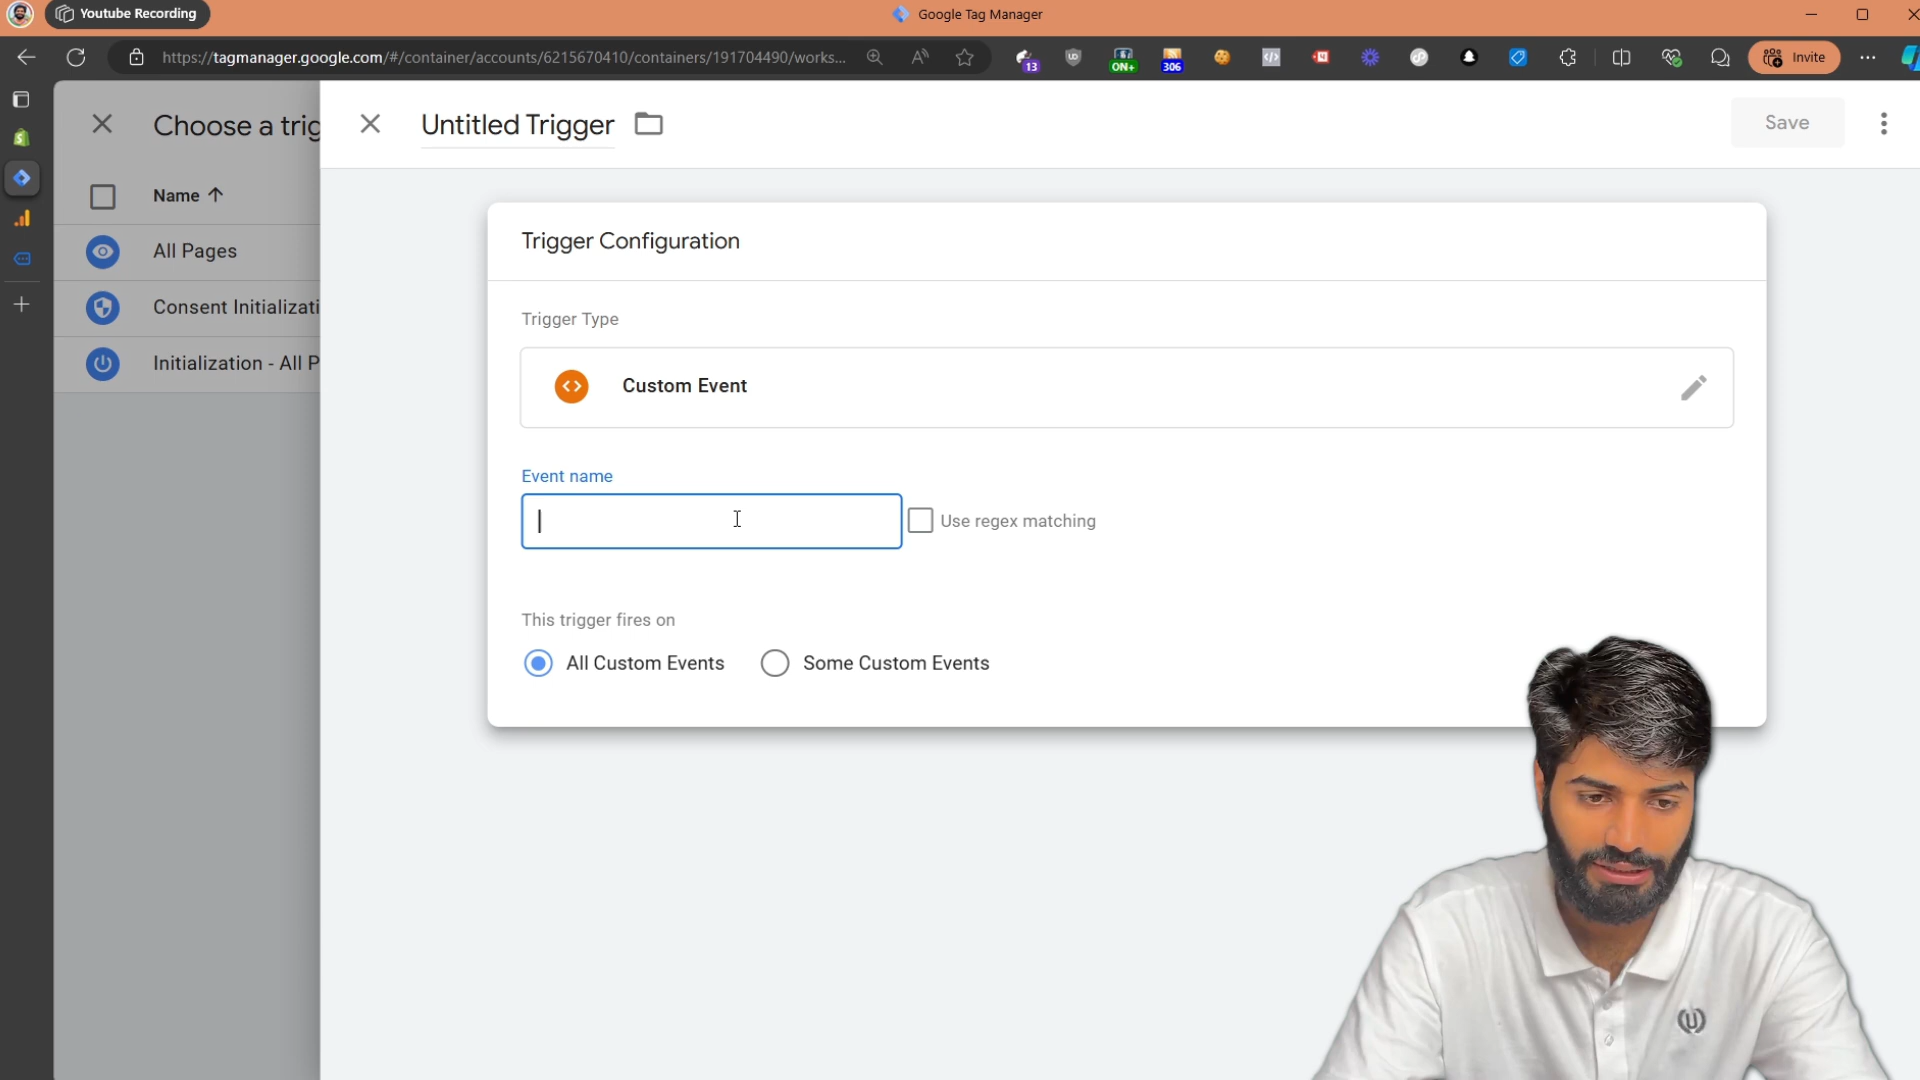 Youtube Recording
Google Tag Manager
https://tagmanager.google.com/#/container/accounts/6215670410/containers/191704490/works...
13
ON+
306
Invite
Choose a trig
Untitled Trigger
Save
Name
Trigger Configuration
All Pages
Trigger Type
Consent Initializati
Initialization - All P
Custom Event
Event name
Use regex matching
This trigger fires on
All Custom Events
Some Custom Events